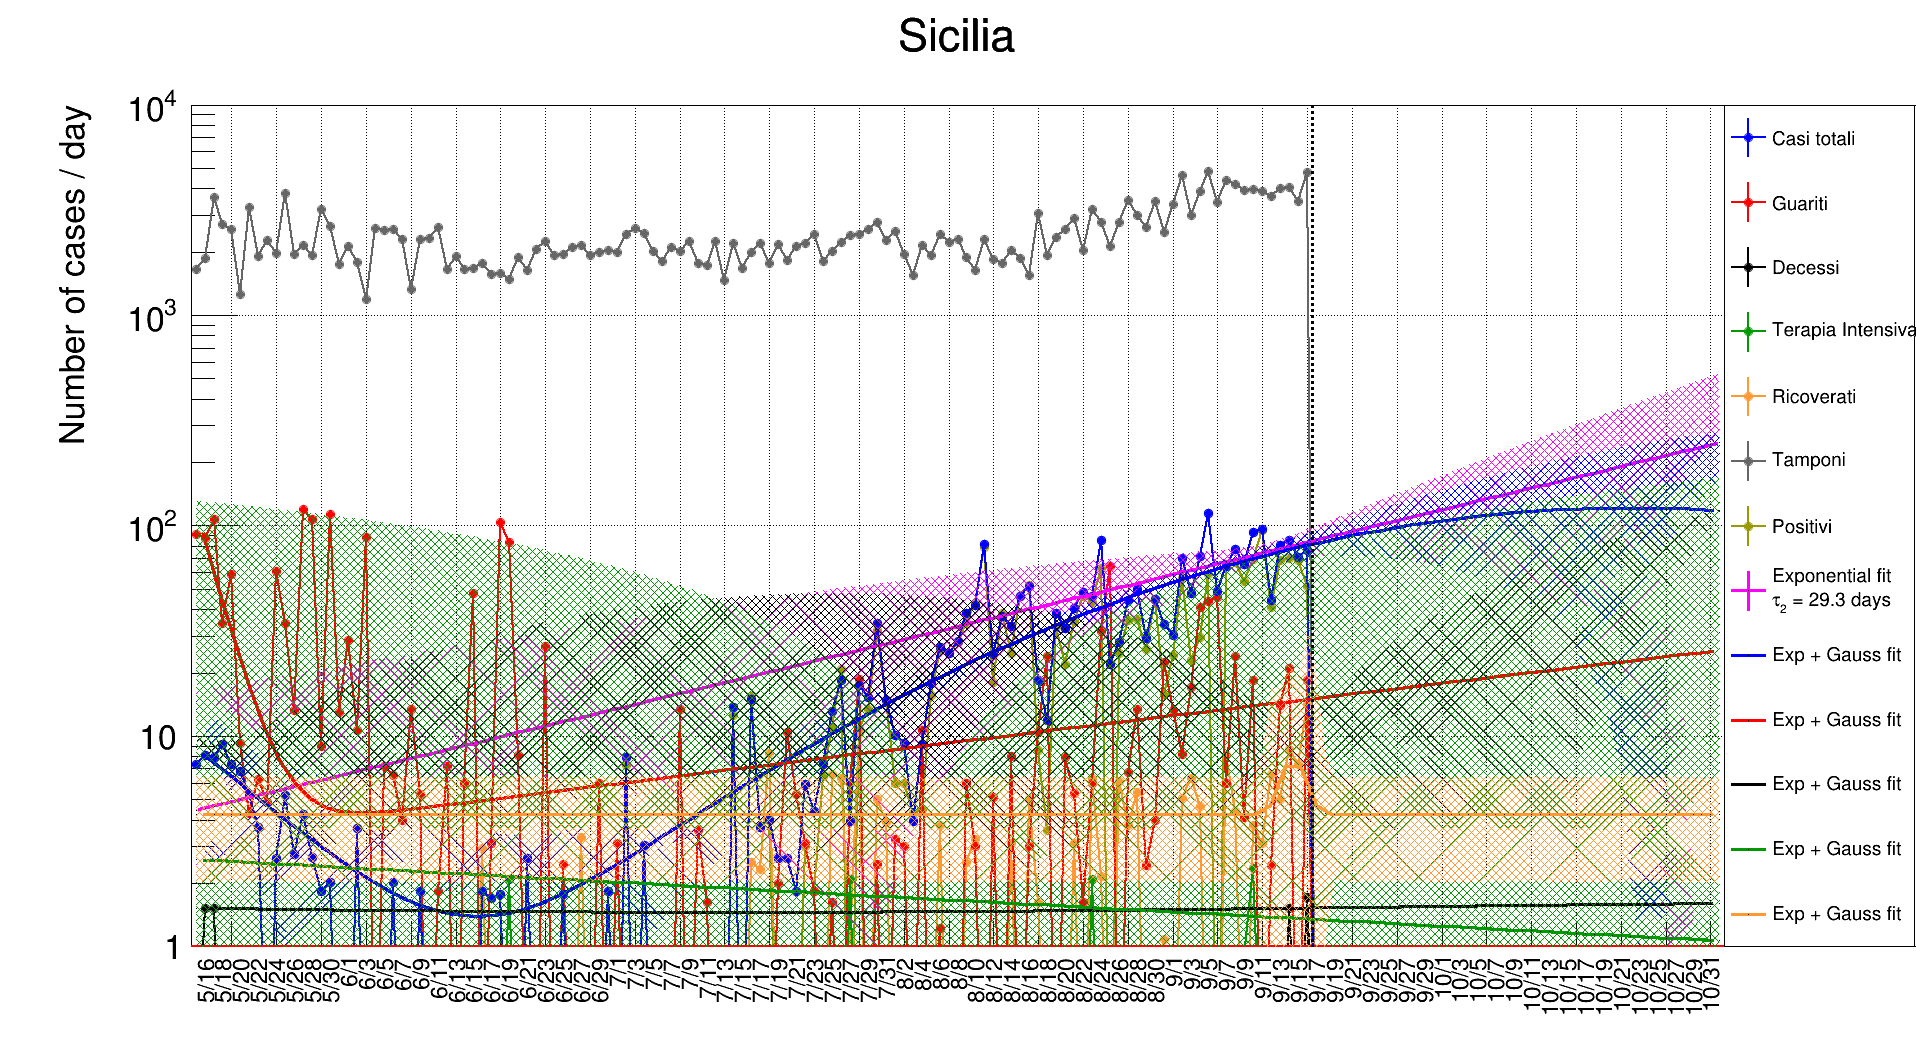 Sicilia
Number of cases / day
10⁴
10³
10²
10
1
5/16 5/18 5/20 5/22 5/24 5/26 5/28 5/30 6/1 6/3 6/5 6/7 6/9 6/11 6/13 6/15 6/17 6/19 6/21 6/23 6/25 6/27 6/29 7/1 7/3 7/5 7/7 7/9 7/11 7/13 7/15 7/17 7/19 7/21 7/23 7/25 7/27 7/29 7/31 8/2 8/4 8/6 8/8 8/10 8/12 8/14 8/16 8/18 8/20 8/22 8/24 8/26 8/28 8/30 9/1 9/3 9/5 9/7 9/9 9/11 9/13 9/15 9/17 9/19 9/21 9/23 9/25 9/27 9/29 10/1 10/3 10/5 10/7 10/9 10/11 10/13 10/15 10/17 10/19 10/21 10/23 10/25 10/27 10/29 10/31
Casi totali
Guariti
Decessi
Terapia Intensiva
Ricoverati
Tamponi
Positivi
Exponential fit
τ₂ = 29.3 days
Exp + Gauss fit
Exp + Gauss fit
Exp + Gauss fit
Exp + Gauss fit
Exp + Gauss fit